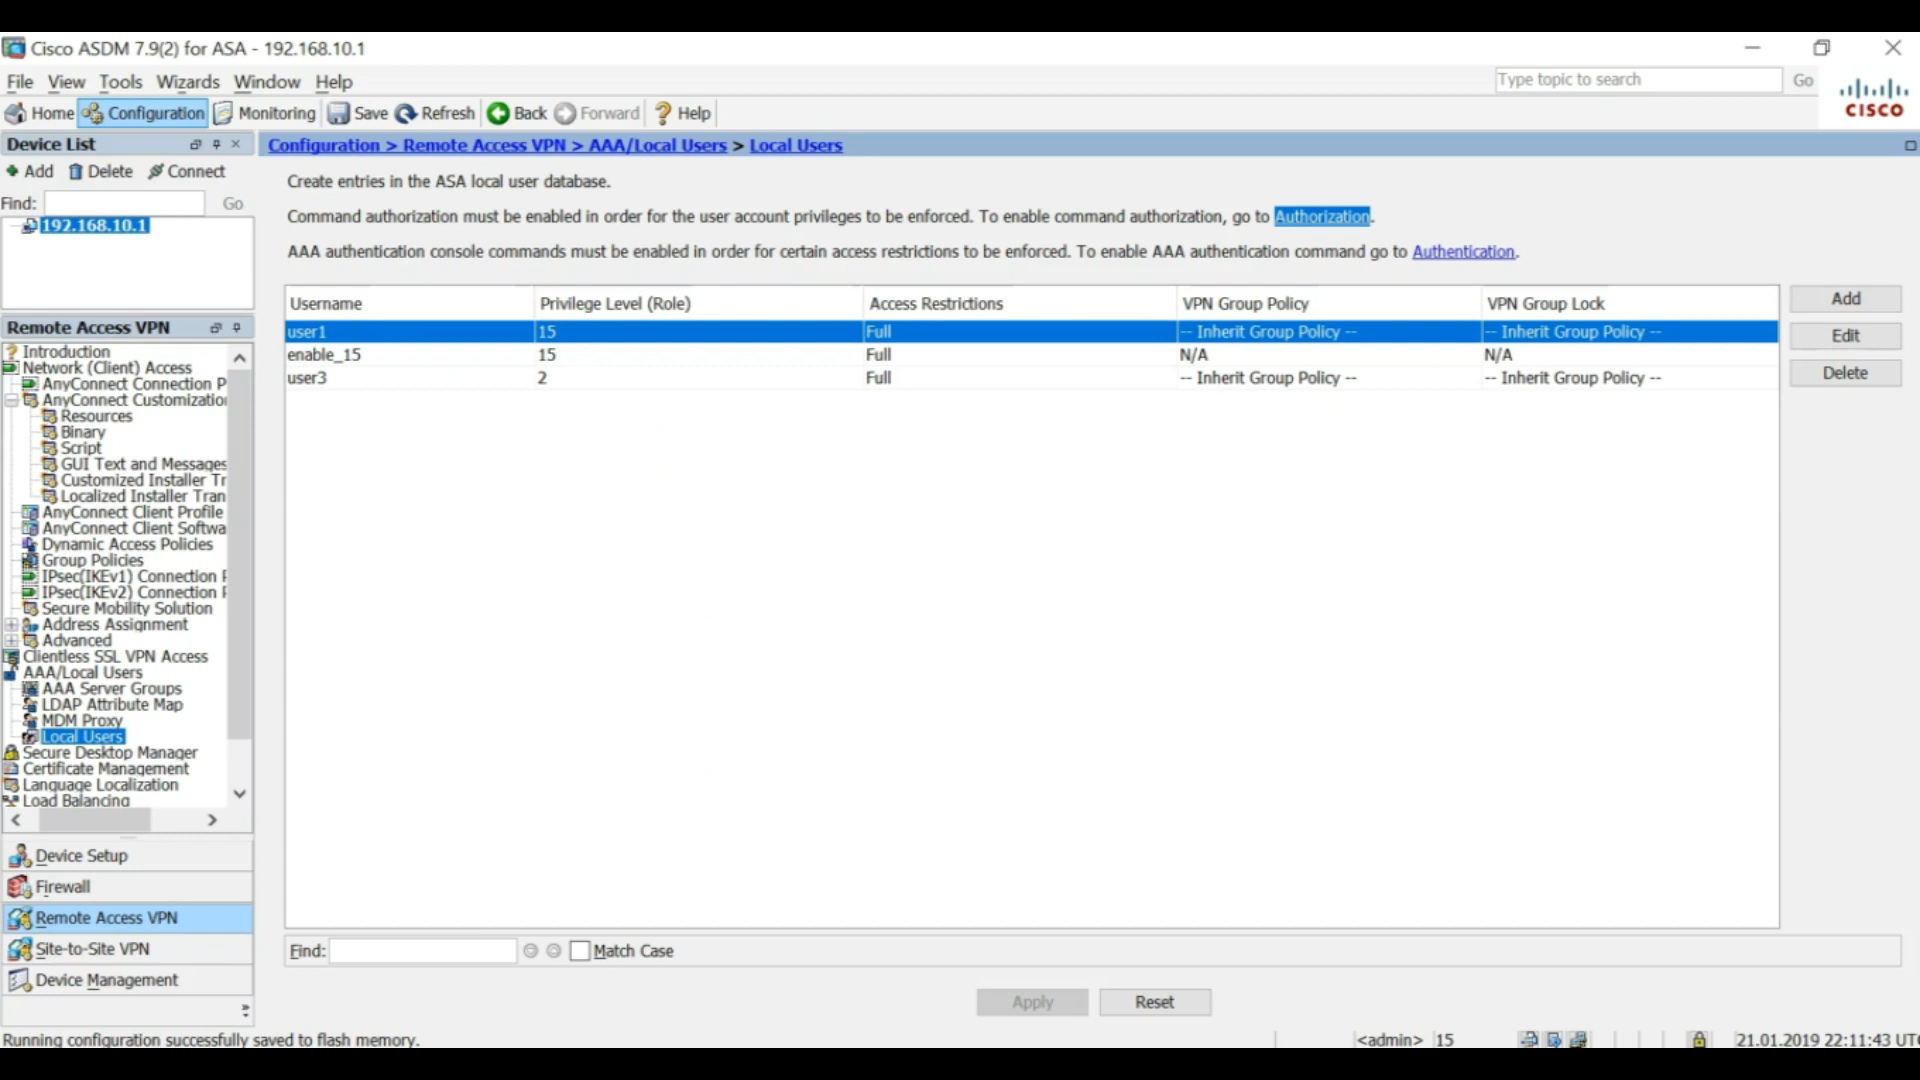 Cisco ASDM 7.9(2) for ASA - 192.168.10.1
File View Tools Wizards Window Help
Type topic to search Go
Home Configuration Monitoring Save Refresh Back Forward Help
CISCO
Device List
Configuration > Remote Access VPN > AAA/Local Users > Local Users
Add Delete Connect
Find: Go
192.168.10.1
Create entries in the ASA local user database.
Command authorization must be enabled in order for the user account privileges to be enforced. To enable command authorization, go to Authorization.
AAA authentication console commands must be enabled in order for certain access restrictions to be enforced. To enable AAA authentication command go to Authentication.
Username Privilege Level (Role) Access Restrictions VPN Group Policy VPN Group Lock
user1 15 Full -- Inherit Group Policy -- -- Inherit Group Policy --
enable_15 15 Full N/A N/A
user3 2 Full -- Inherit Group Policy -- -- Inherit Group Policy --
Add
Edit
Delete
Remote Access VPN
Introduction
Network (Client) Access
AnyConnect Connection P
AnyConnect Customizatio
Resources
Binary
Script
GUI Text and Messages
Customized Installer Tr
Localized Installer Tran
AnyConnect Client Profile
AnyConnect Client Softwa
Dynamic Access Policies
Group Policies
IPsec(IKEv1) Connection
IPsec(IKEv2) Connection
Secure Mobility Solution
Address Assignment
Advanced
Clientless SSL VPN Access
AAA/Local Users
AAA Server Groups
LDAP Attribute Map
MDM Proxy
Local Users
Secure Desktop Manager
Certificate Management
Language Localization
Load Balancing
Device Setup
Firewall
Remote Access VPN
Site-to-Site VPN
Device Management
Find: Match Case
Apply Reset
Running configuration successfully saved to flash memory.
<admin> 15
21.01.2019 22:11:43 UTC